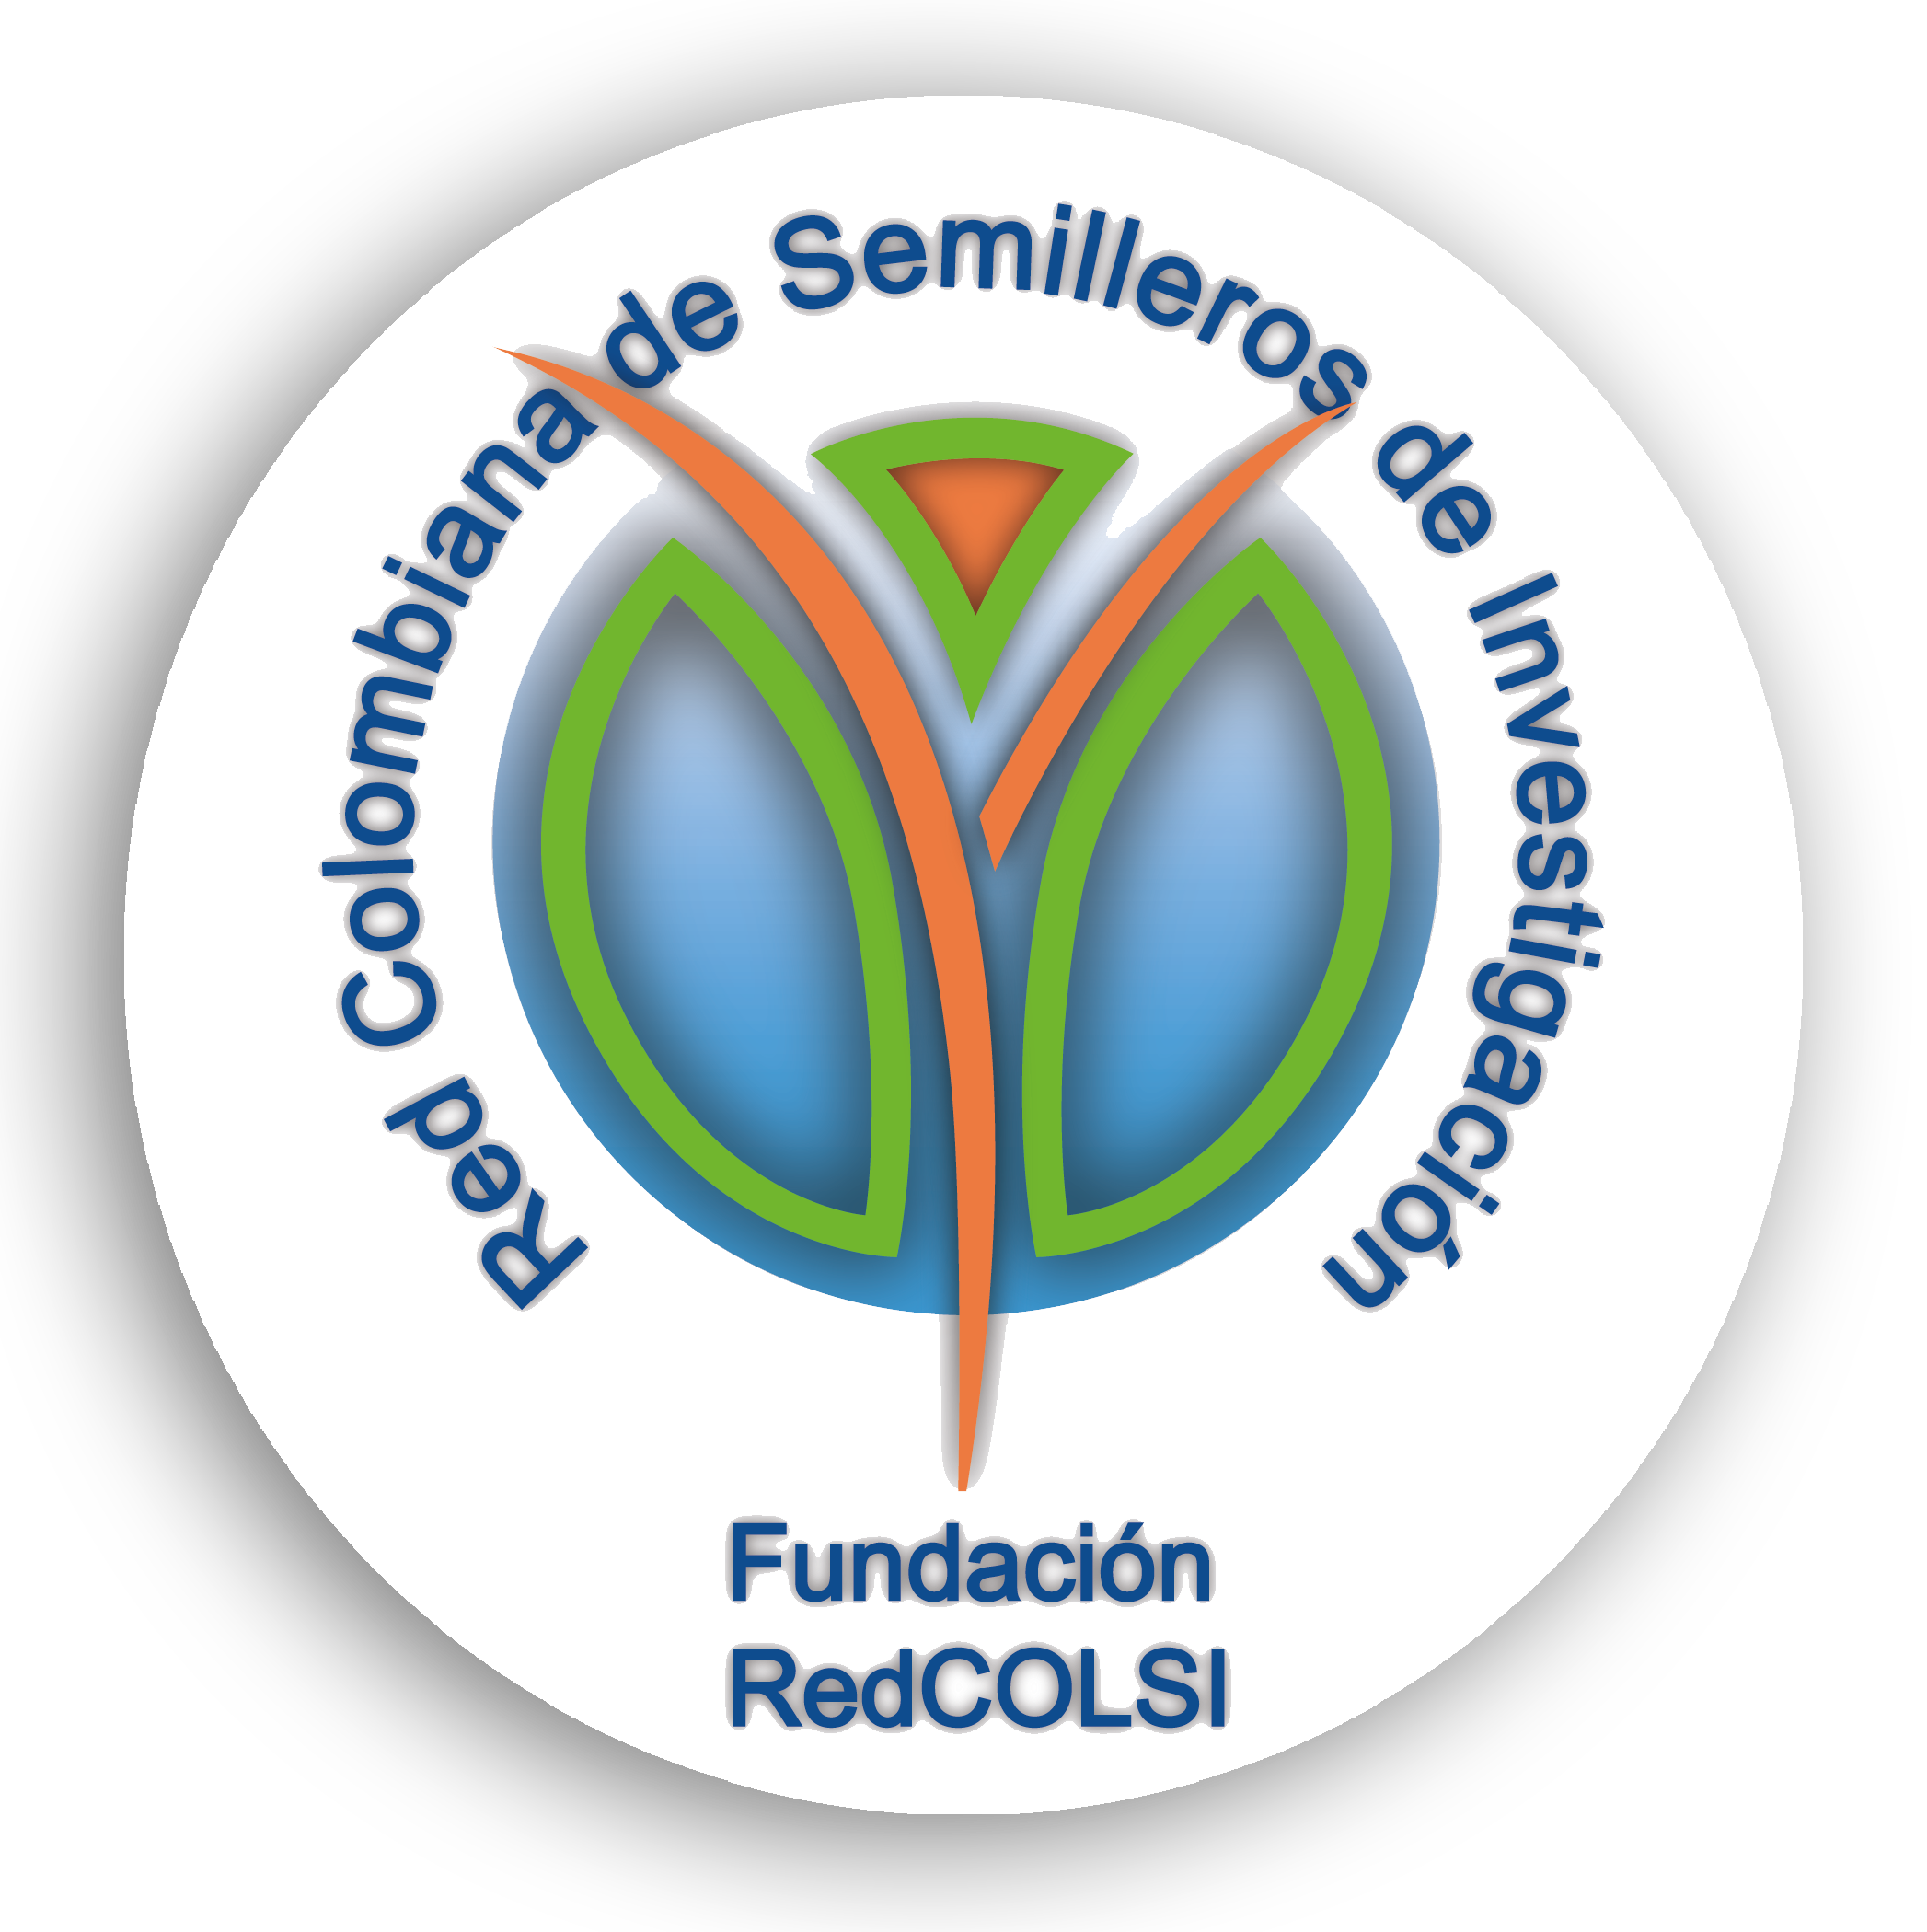 Red Colombiana de Semilleros de Investigación
Fundación
RedCOLSI